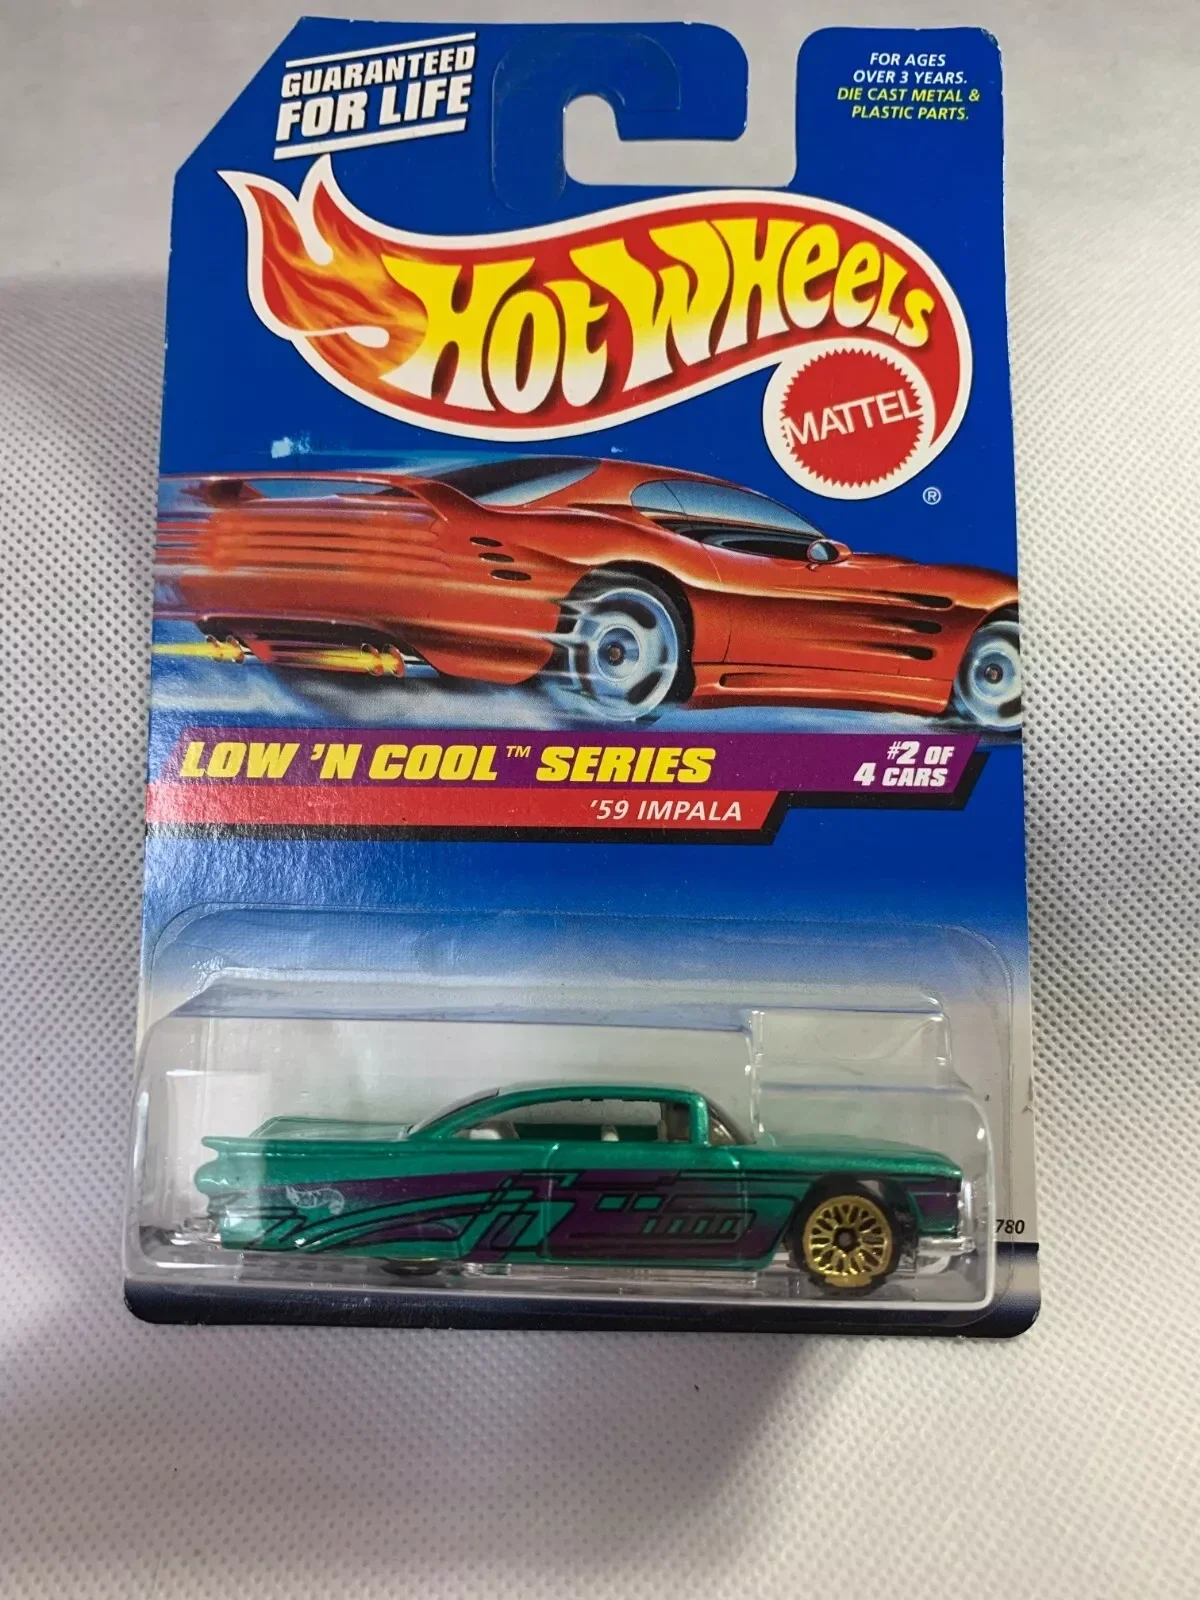 GUARANTEED
FOR LIFE
FOR AGES
OVER 3 YEARS.
DIE CAST METAL &
PLASTIC PARTS.
HOT WHEELS
MATTEL
®
LOW 'N COOL™ SERIES
#2 OF
4 CARS
'59 IMPALA
780